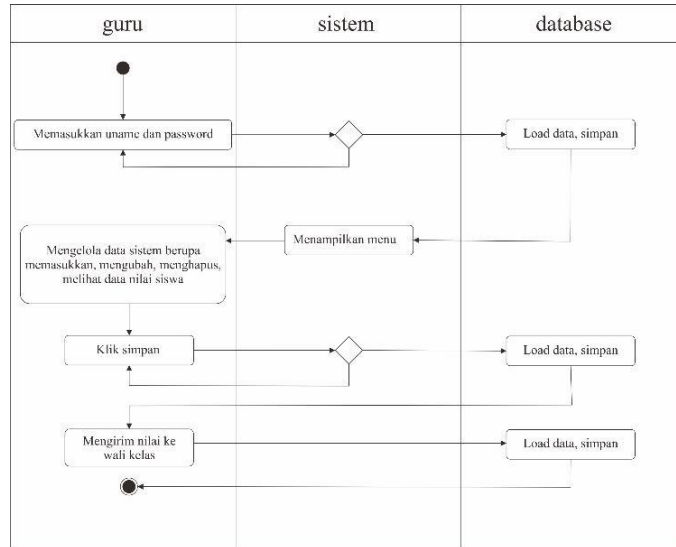 guru
sistem
database
Memasukkan uname dan password
Load data, simpan
Menampilkan menu
Mengelola data sistem berupa
memasukkan, mengubah, menghapus,
melihat data nilai siswa
Klik simpan
Load data, simpan
Mengirim nilai ke
wali kelas
Load data, simpan